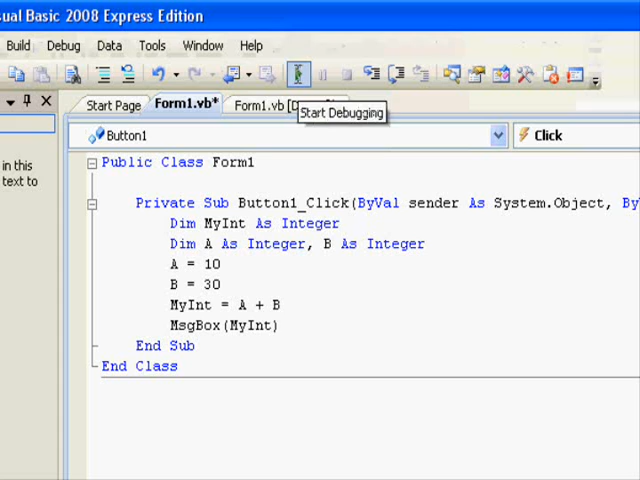 sual Basic 2008 Express Edition
Build Debug Data Tools Window Help
Start Page Form1.vb* Form1.vb [D
Start Debugging
Button1 Click
in this
text to
Public Class Form1
Private Sub Button1_Click(ByVal sender As System.Object, By
Dim MyInt As Integer
Dim A As Integer, B As Integer
A = 10
B = 30
MyInt = A + B
MsgBox(MyInt)
End Sub
End Class